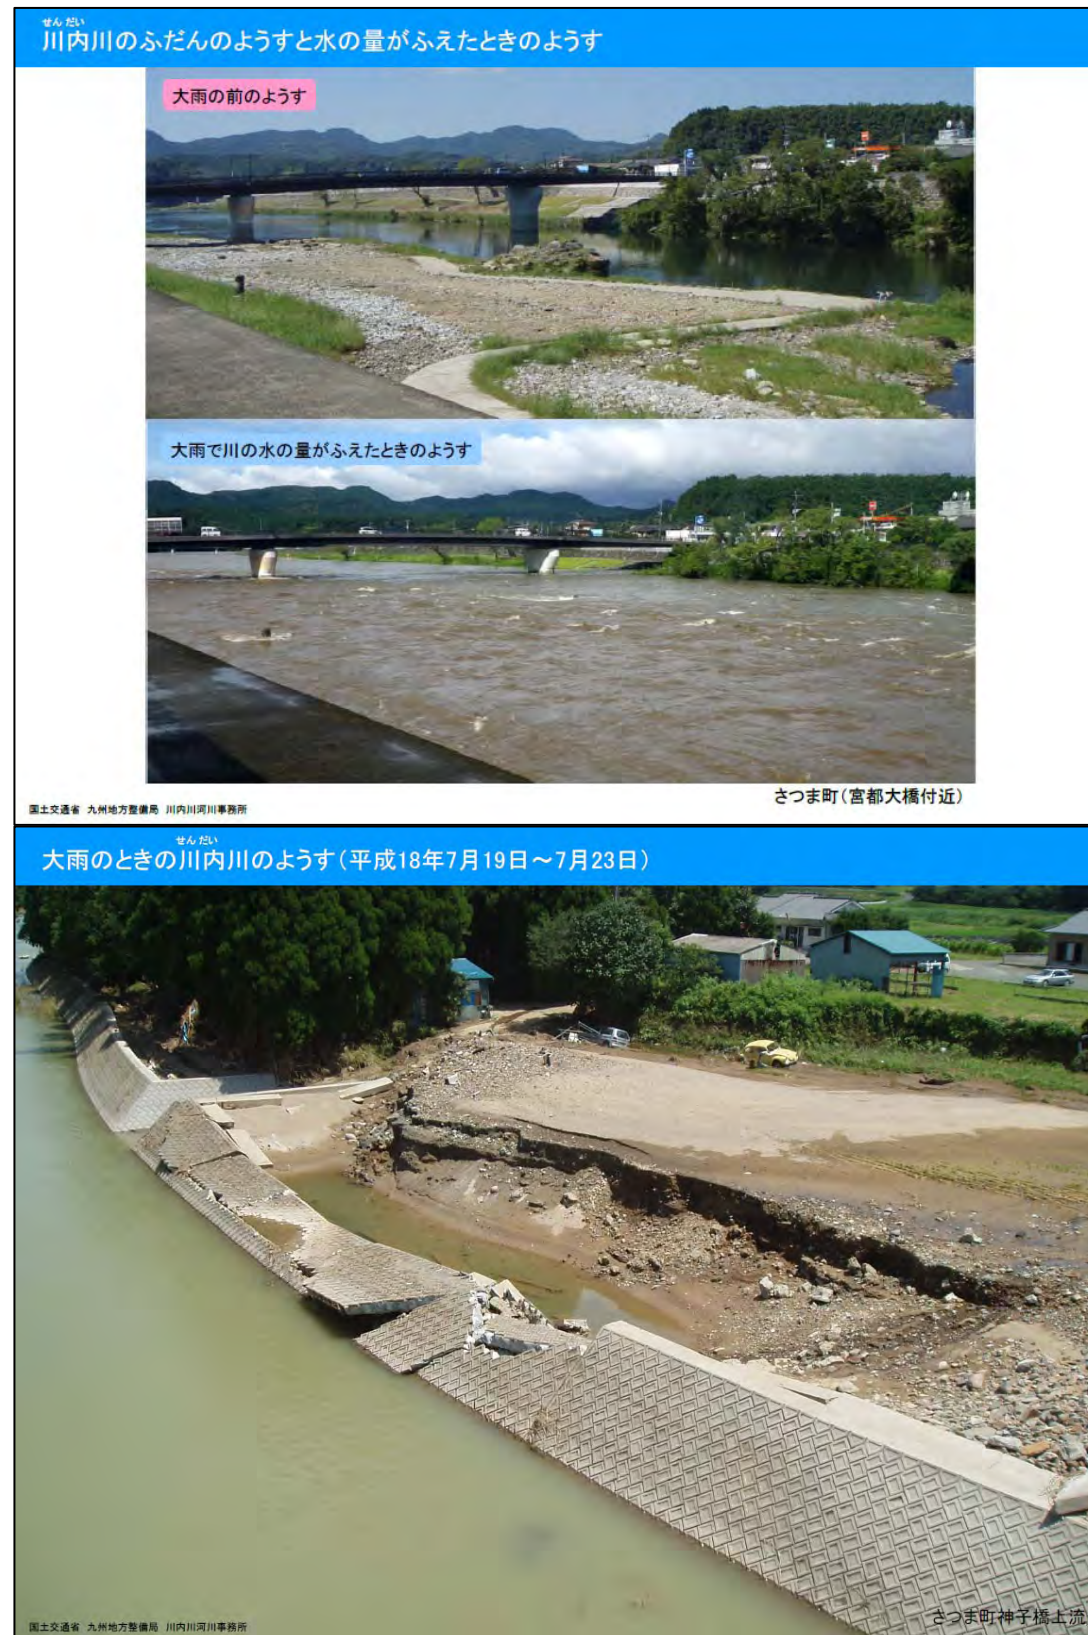 せんだい
川内川のふだんのようすと水の量がふえたときのようす
大雨の前のようす
大雨で川の水の量がふえたときのようす
さつま町(宮都大橋付近)
国土交通省 九州地方整備局 川内川河川事務所
せんだい
大雨のときの川内川のようす(平成18年7月19日～7月23日)
さつま町神子橋上流
国土交通省 九州地方整備局 川内川河川事務所